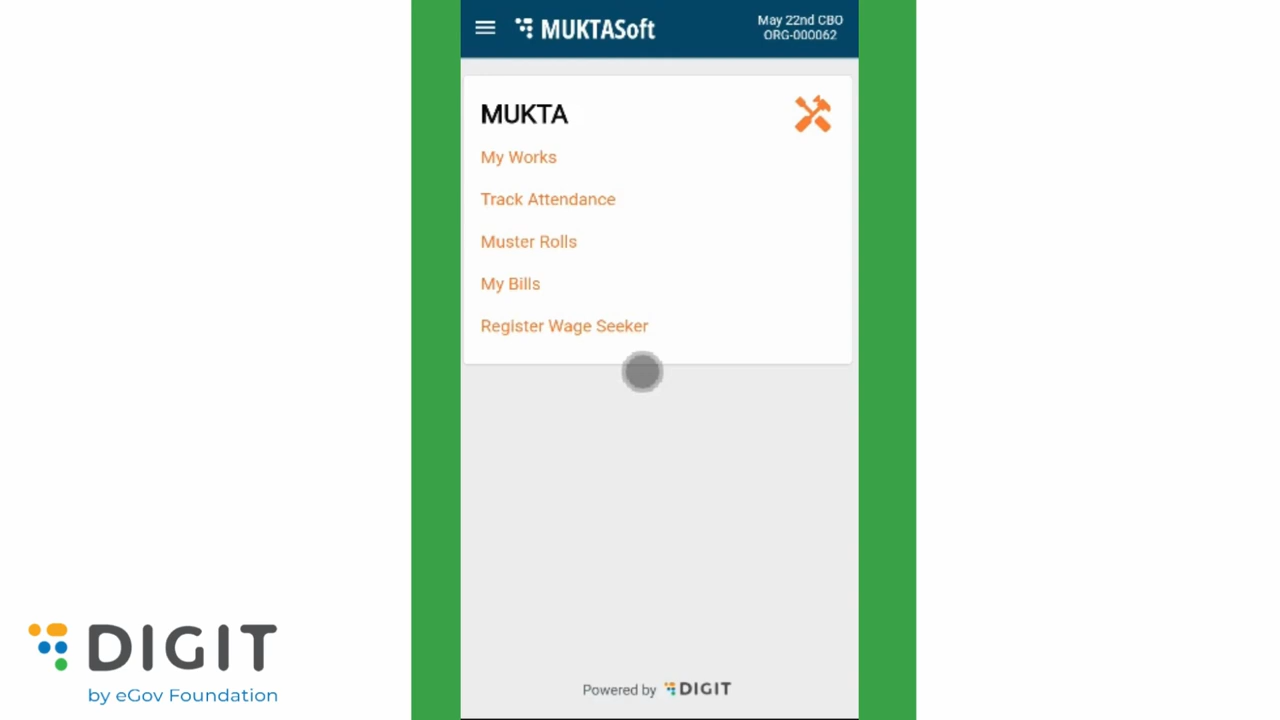 MUKTASoft
May 22nd CBO
ORG-000062
MUKTA
My Works
Track Attendance
Muster Rolls
My Bills
Register Wage Seeker
Powered by DIGIT
DIGIT
by eGov Foundation